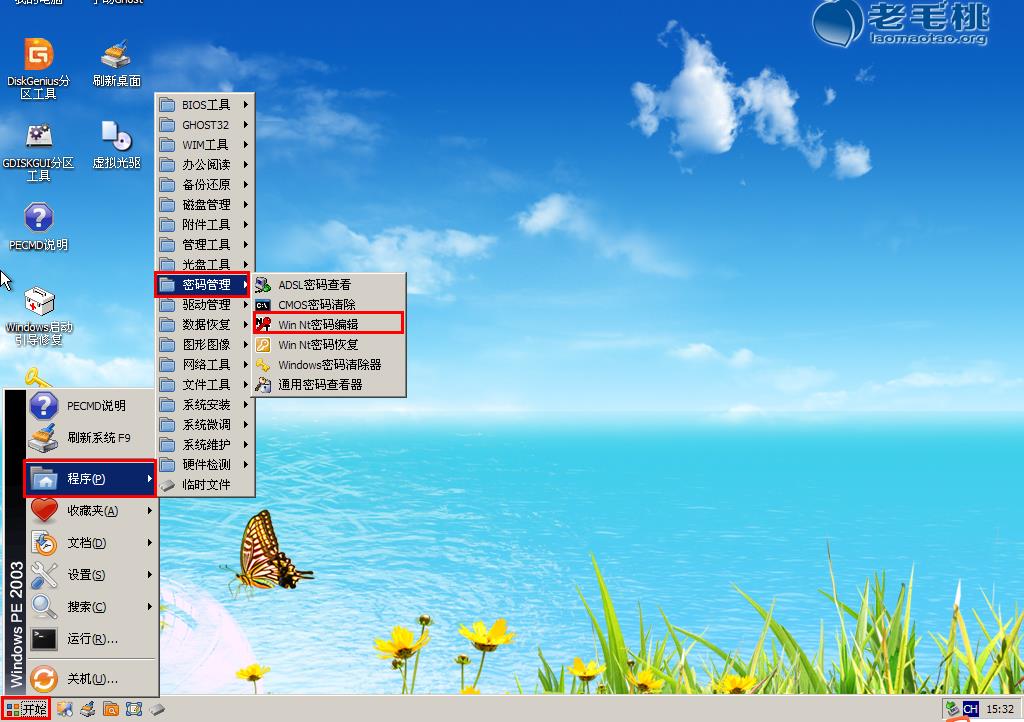 我的电脑
手动Ghost
老毛桃
laomaotao.org
DiskGenius分
区工具
刷新桌面
GDISKGUI分区
工具
虚拟光驱
PECMD说明
Windows启动
引导修复
BIOS工具
GHOST32
WIM工具
办公阅读
备份还原
磁盘管理
附件工具
管理工具
光盘工具
密码管理
驱动管理
数据恢复
图形图像
网络工具
文件工具
系统安装
系统微调
系统维护
硬件检测
临时文件
ADSL密码查看
CMOS密码清除
Win Nt密码编辑
Win Nt密码恢复
Windows密码清除器
通用密码查看器
PECMD说明
刷新系统 F9
程序(P)
收藏夹(A)
文档(D)
设置(S)
搜索(C)
运行(R)...
关机(U)...
Windows PE 2003
开始
CH
15:32